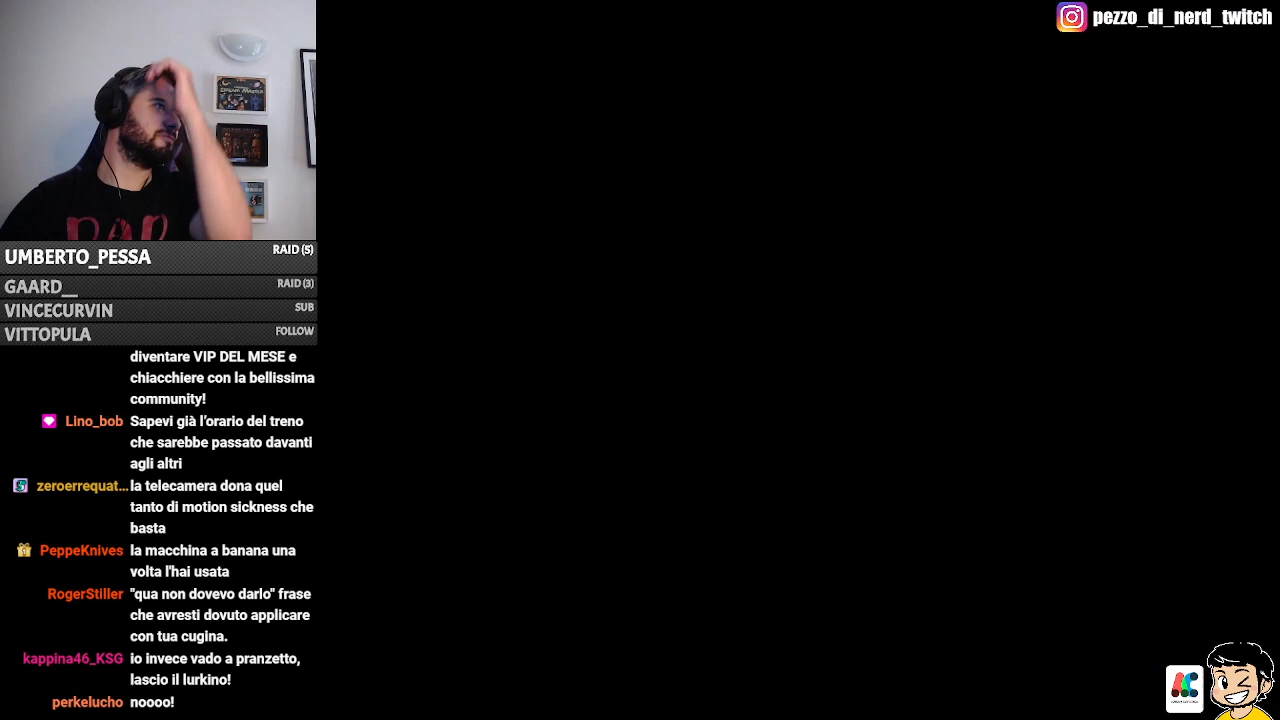 pezzo_di_nerd_twitch
UMBERTO_PESSA RAID (5)
GAARD__ RAID (3)
VINCECURVIN SUB
VITTOPULA FOLLOW
diventare VIP DEL MESE e
chiacchiere con la bellissima
community!
Lino_bob Sapevi già l'orario del treno
che sarebbe passato davanti
agli altri
zeroerrequat... la telecamera dona quel
tanto di motion sickness che
basta
PeppeKnives la macchina a banana una
volta l'hai usata
RogerStiller "qua non dovevo darlo" frase
che avresti dovuto applicare
con tua cugina.
kappina46_KSG io invece vado a pranzetto,
lascio il lurkino!
perkelucho noooo!